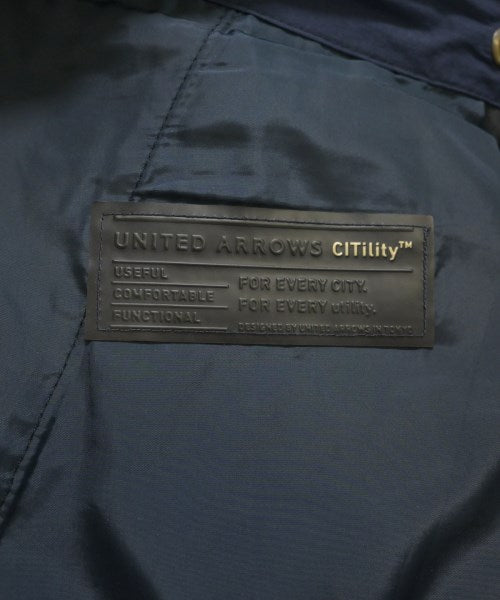 UNITED ARROWS CITility™
USEFUL
COMFORTABLE
FUNCTIONAL
FOR EVERY CITY.
FOR EVERY utility.
DESIGNED BY UNITED ARROWS IN TOKYO